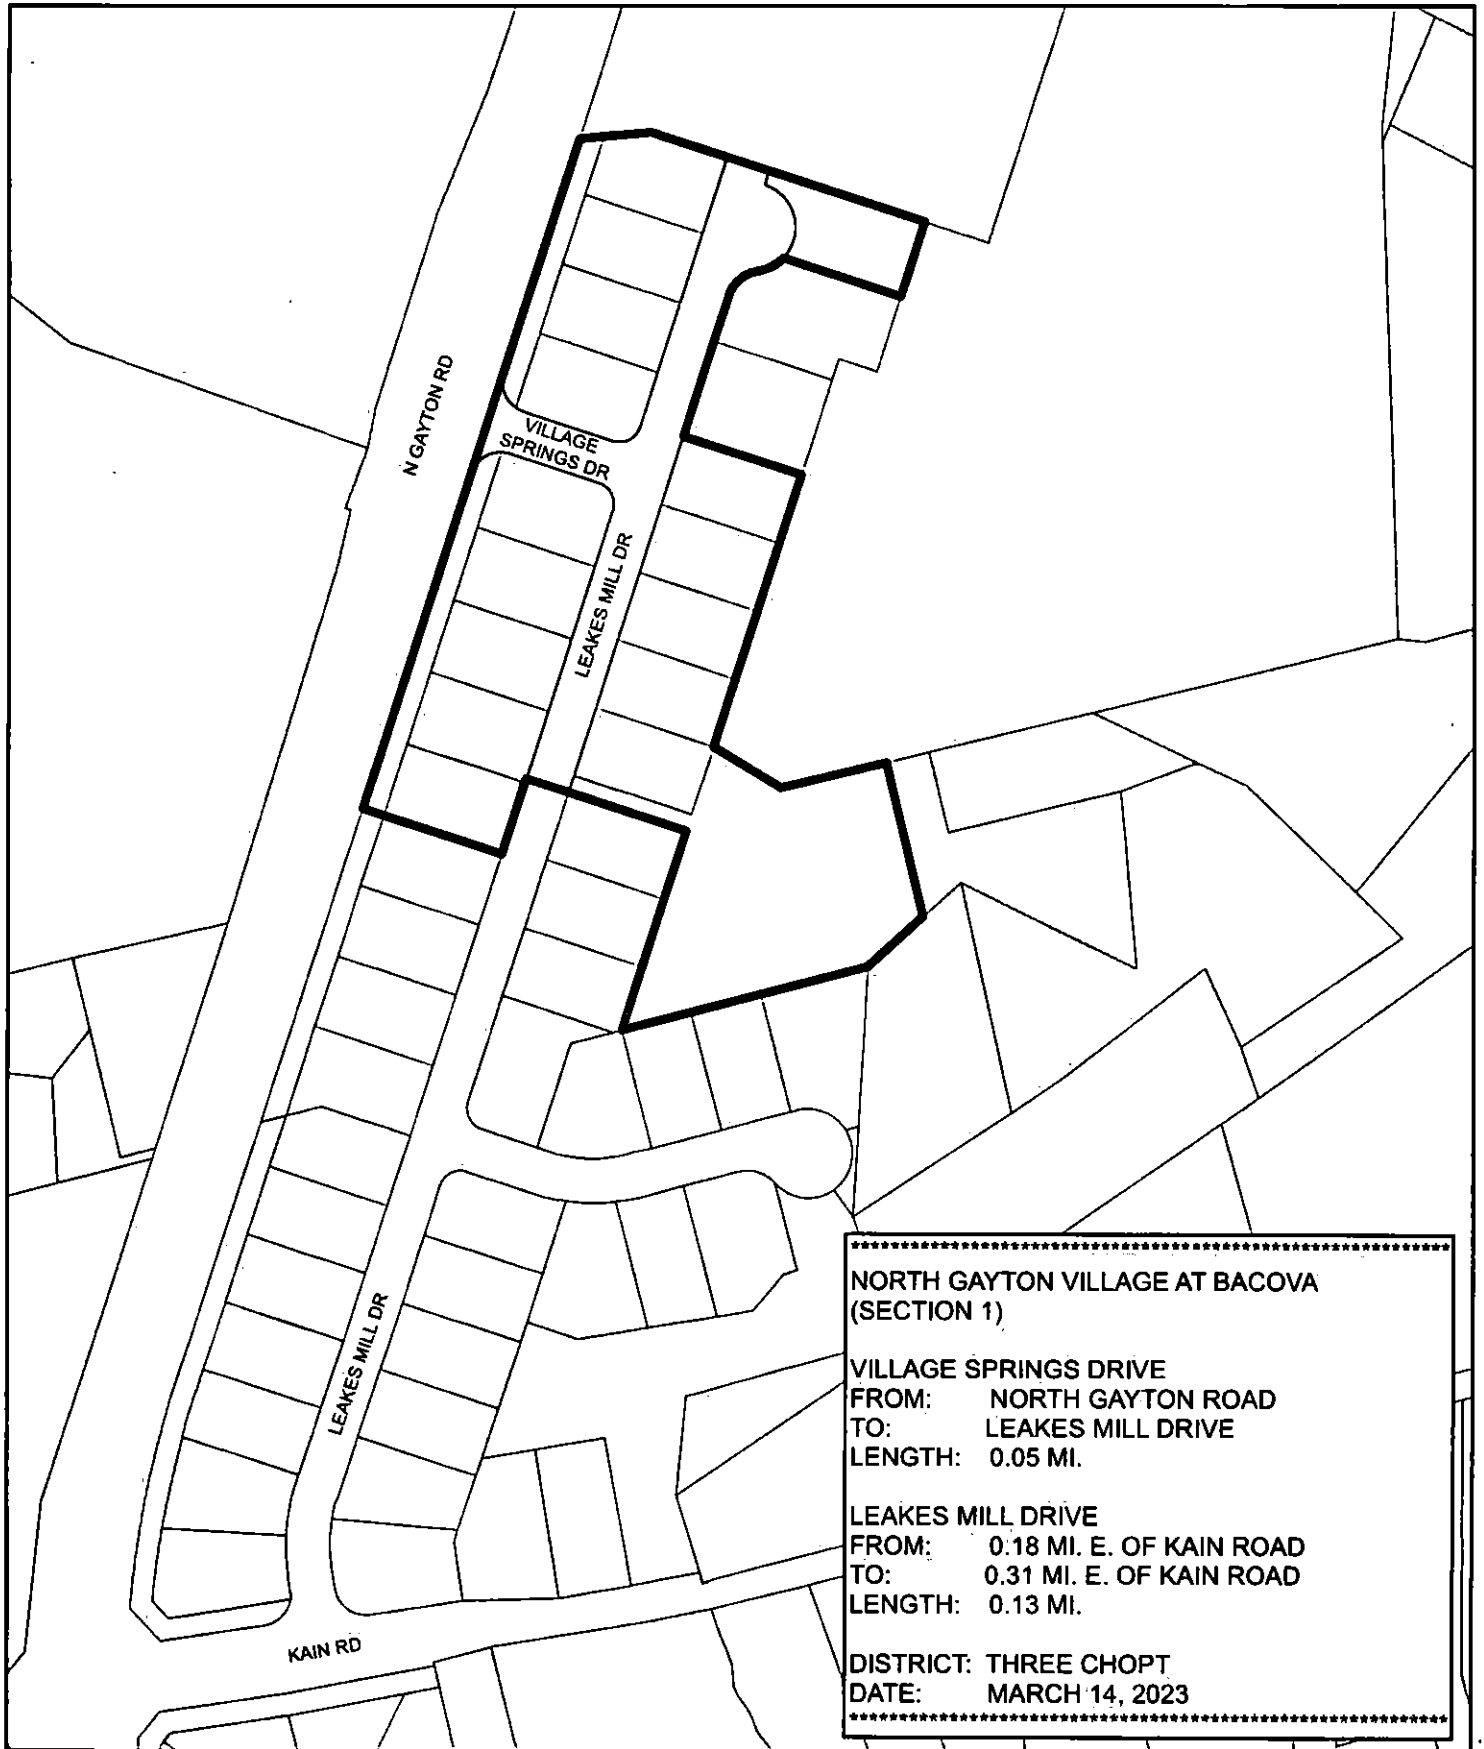 N GAYTON RD
VILLAGE
SPRINGS DR
LEAKES MILL DR
LEAKES MILL DR
KAIN RD
NORTH GAYTON VILLAGE AT BACOVA
(SECTION 1)
VILLAGE SPRINGS DRIVE
FROM: NORTH GAYTON ROAD
TO: LEAKES MILL DRIVE
LENGTH: 0.05 MI.
LEAKES MILL DRIVE
FROM: 0.18 MI. E. OF KAIN ROAD
TO: 0.31 MI. E. OF KAIN ROAD
LENGTH: 0.13 MI.
DISTRICT: THREE CHOPT
DATE: MARCH 14, 2023